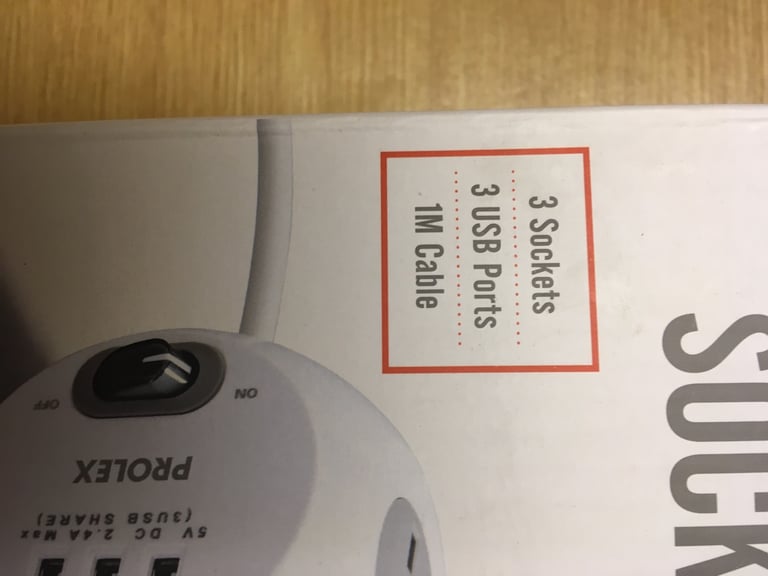 3 Sockets
3 USB Ports
1M Cable
SOCK
ON
OFF
PROLEX
5V DC 2.4A Max
(3USB SHARE)